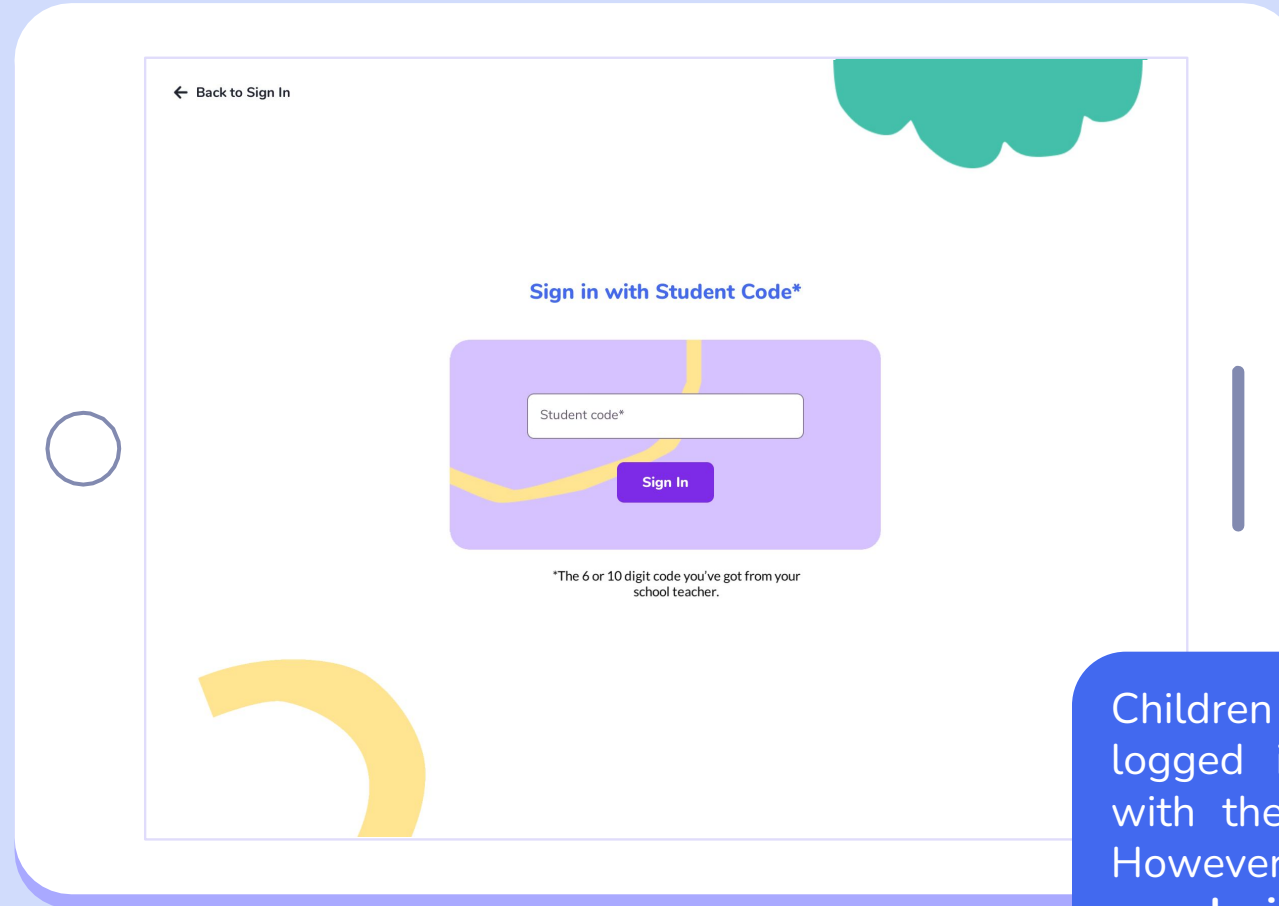 Back to Sign In
Sign in with Student Code*
Student code*
Sign In
*The 6 or 10 digit code you've got from your
school teacher.
Children
logged
with the
However